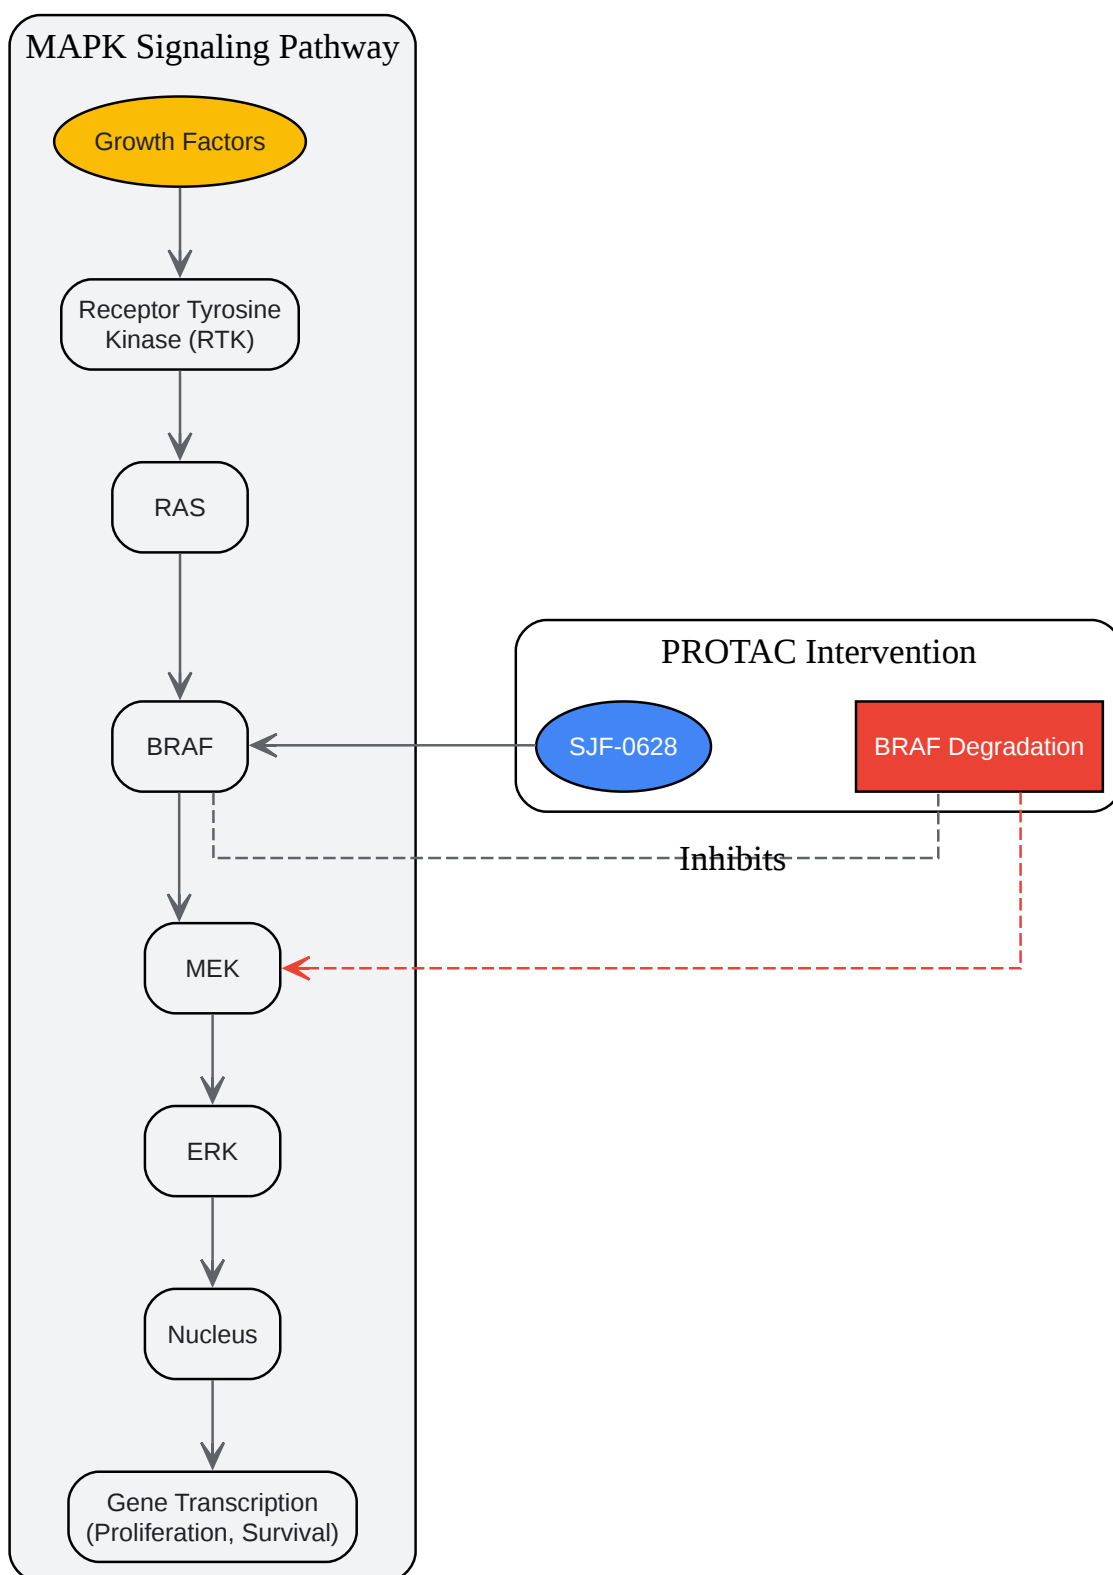 MAPK Signaling Pathway
Growth Factors
Receptor Tyrosine
Kinase (RTK)
RAS
PROTAC Intervention
BRAF
SJF-0628
BRAF Degradation
Inhibits
MEK
ERK
Nucleus
Gene Transcription
(Proliferation, Survival)